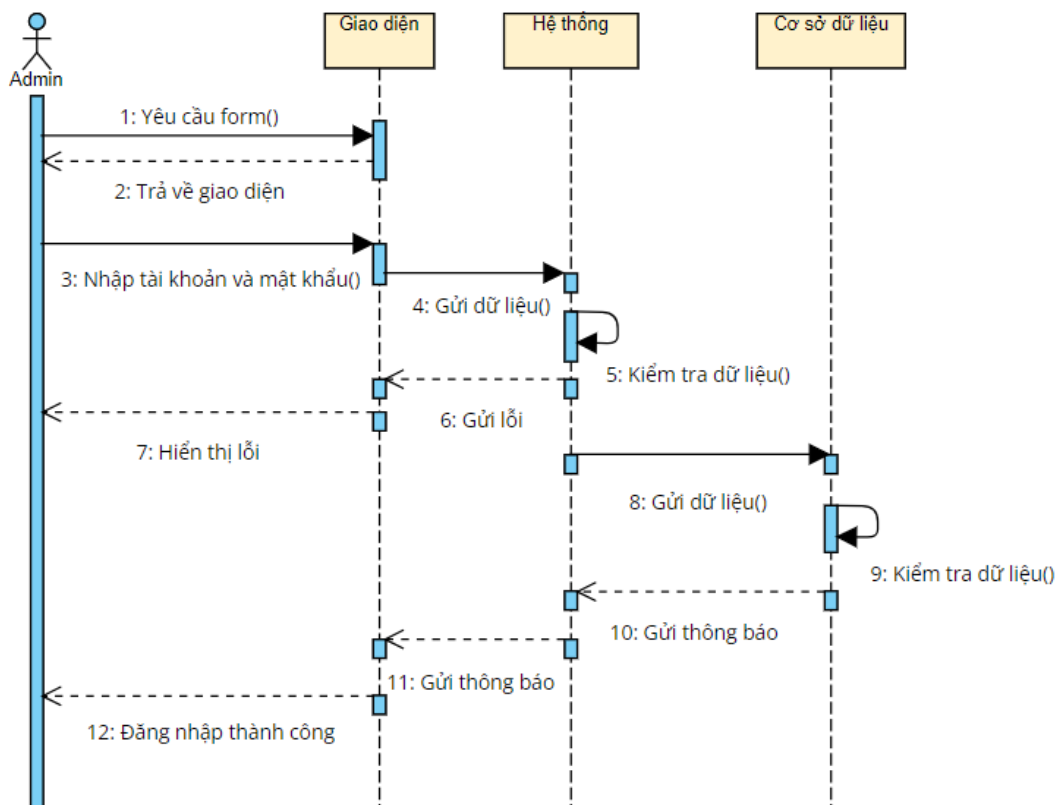 Giao diện
Hệ thống
Cơ sở dữ liệu
Admin
1: Yêu cầu form()
2: Trả về giao diện
3: Nhập tài khoản và mật khẩu()
4: Gửi dữ liệu()
5: Kiểm tra dữ liệu()
6: Gửi lỗi
7: Hiển thị lỗi
8: Gửi dữ liệu()
9: Kiểm tra dữ liệu()
10: Gửi thông báo
11: Gửi thông báo
12: Đăng nhập thành công